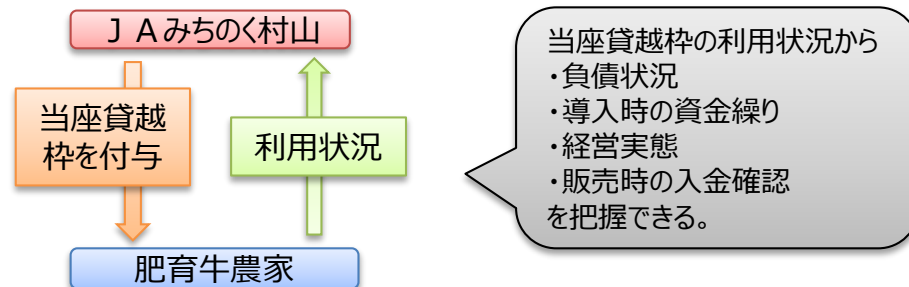 ＪＡみちのく村山
当座貸越
枠を付与
利用状況
肥育牛農家
当座貸越枠の利用状況から
・負債状況
・導入時の資金繰り
・経営実態
・販売時の入金確認
を把握できる。